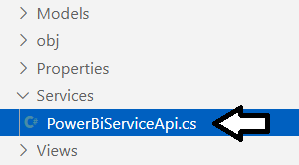 Models
obj
Properties
Services
C# PowerBiServiceApi.cs
Views